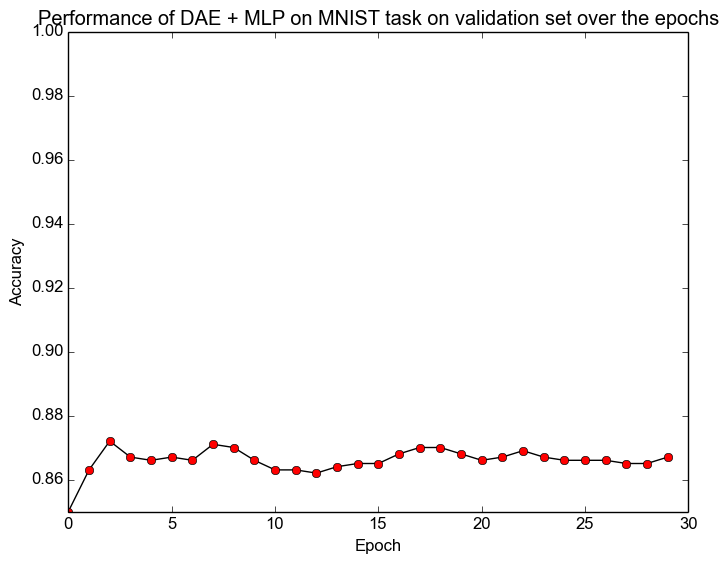 Performance of DAE + MLP on MNIST task on validation set over the epochs
1.00
0.98
0.96
0.94
0.92
0.90
0.88
0.86
Accuracy
0 5 10 15 20 25 30
Epoch